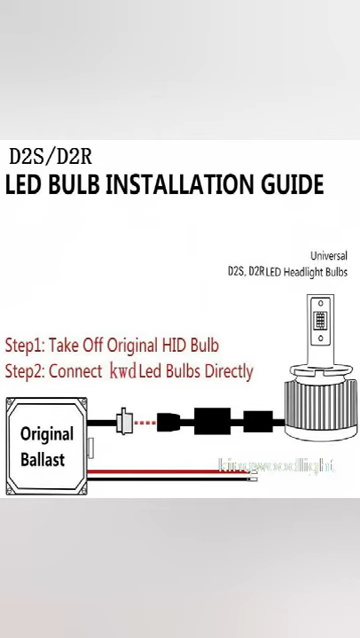 D2S/D2R
LED BULB INSTALLATION GUIDE
Universal
D2S, D2R LED Headlight Bulbs
Step1: Take Off Original HID Bulb
Step2: Connect kwd Led Bulbs Directly
Original
Ballast
kingwoodlight